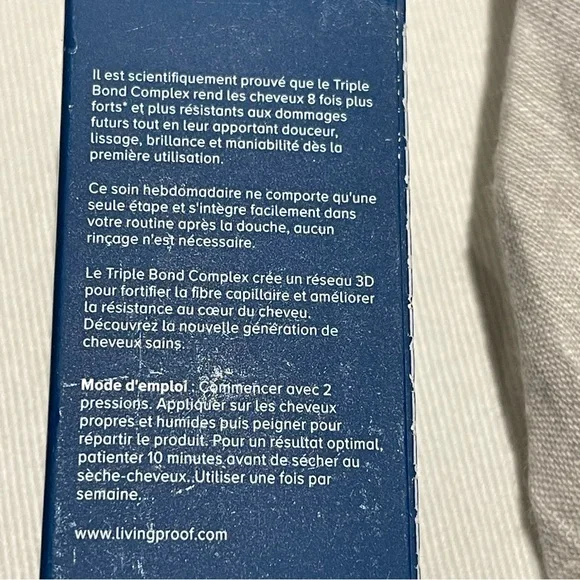 Il est scientifiquement prouvé que le Triple
Bond Complex rend les cheveux 8 fois plus
forts* et plus résistants aux dommages
futurs tout en leur apportant douceur,
lissage, brillance et maniabilité dès la
première utilisation.
Ce soin hebdomadaire ne comporte qu'une
seule étape et s'intègre facilement dans
votre routine après la douche, aucun
rinçage n'est nécessaire.
Le Triple Bond Complex crée un réseau 3D
pour fortifier la fibre capillaire et améliorer
la résistance au cœur du cheveu.
Découvrez la nouvelle génération de
cheveux sains.
Mode d'emploi : Commencer avec 2
pressions. Appliquer sur les cheveux
propres et humides puis peigner pour
répartir le produit. Pour un résultat optimal,
patienter 10 minutes avant de sécher au
sèche-cheveux. Utiliser une fois par
semaine.
www.livingproof.com